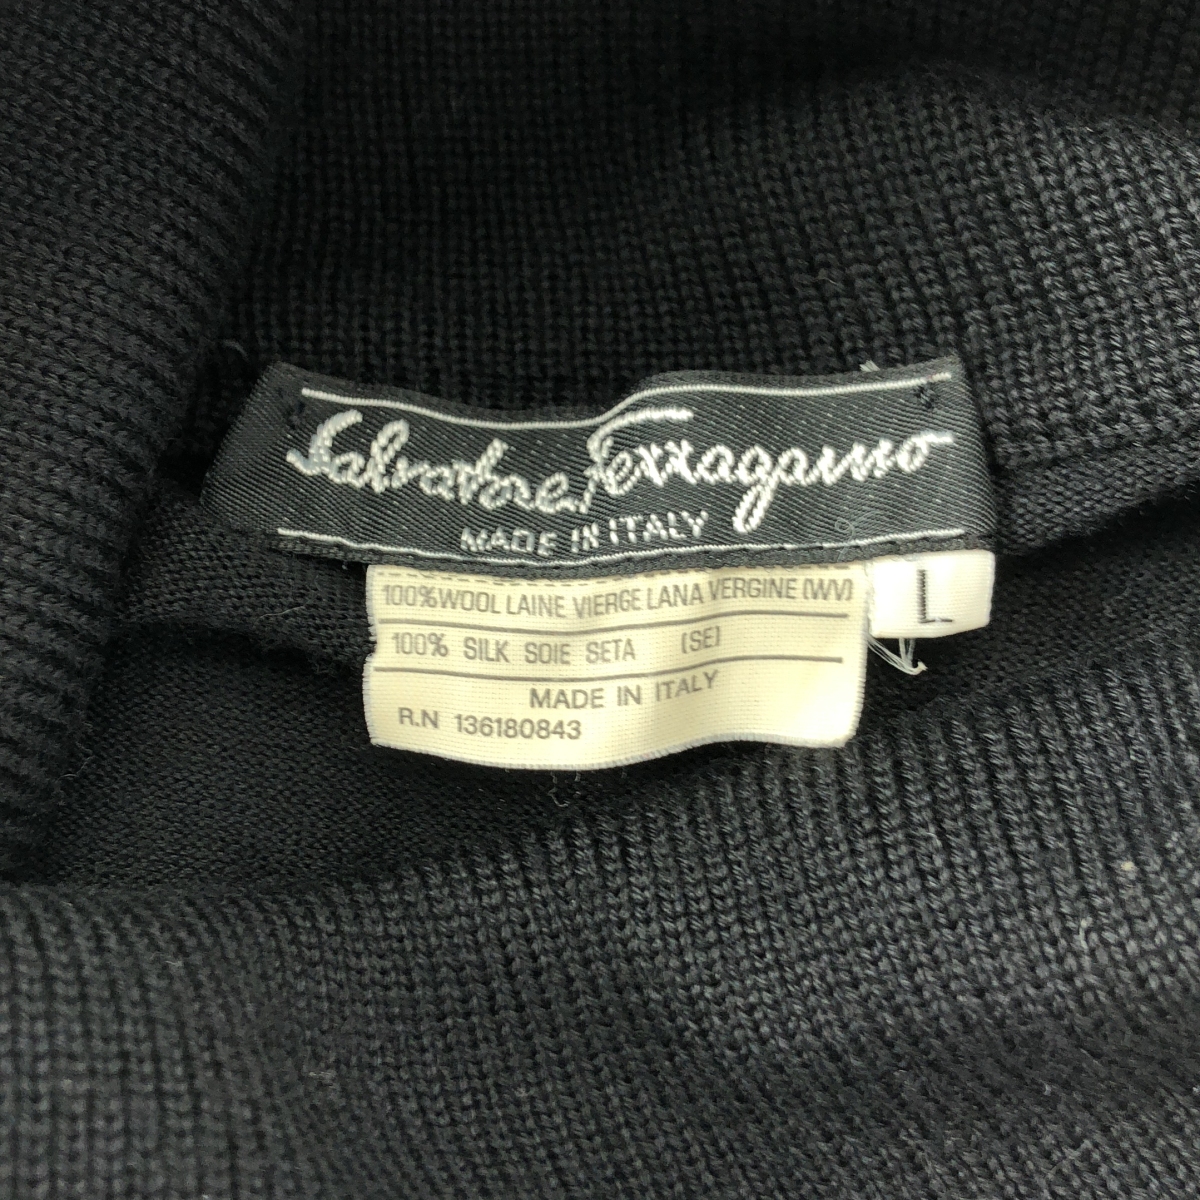 Salvatore Ferragamo
MADE IN ITALY
L
100%WOOL LAINE VIERGE LANA VERGINE (WV)
100% SILK SOIE SETA (SE)
MADE IN ITALY
R.N 136180843